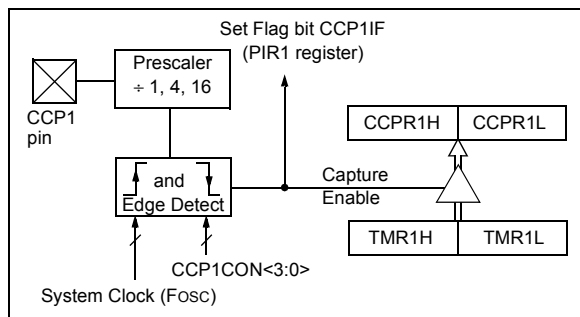 Set Flag bit CCP1IF
(PIR1 register)
Prescaler
÷ 1, 4, 16
CCP1
pin
CCPR1H
CCPR1L
and
Edge Detect
Capture
Enable
TMR1H
TMR1L
CCP1CON<3:0>
System Clock (FOSC)